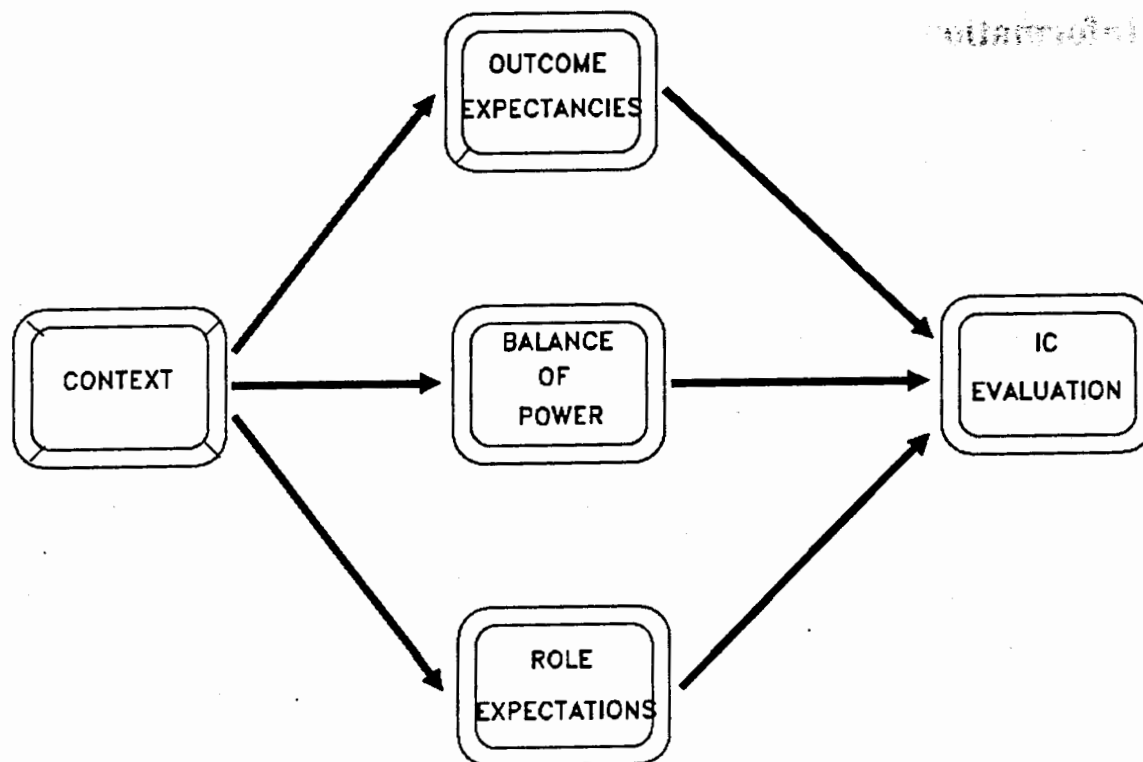 OUTCOME
EXPECTANCIES
CONTEXT
BALANCE
OF
POWER
IC
EVALUATION
ROLE
EXPECTATIONS